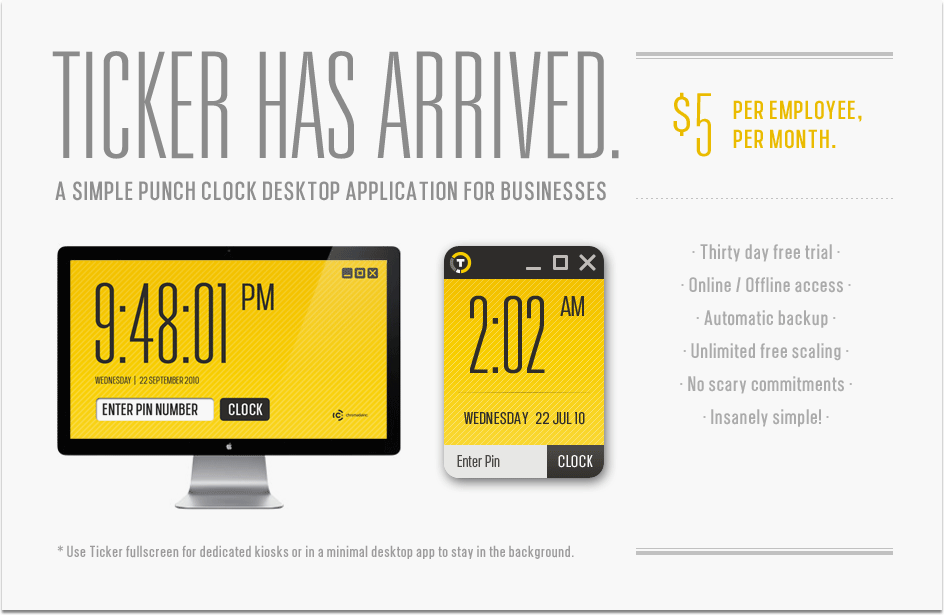 TICKER HAS ARRIVED.
A SIMPLE PUNCH CLOCK DESKTOP APPLICATION FOR BUSINESSES
$5 PER EMPLOYEE,
PER MONTH.
9:48:01 PM
WEDNESDAY | 22 SEPTEMBER 2010
ENTER PIN NUMBER CLOCK
T
2:02 AM
WEDNESDAY 22 JUL 10
Enter Pin CLOCK
· Thirty day free trial ·
· Online / Offline access ·
· Automatic backup ·
· Unlimited free scaling ·
· No scary commitments ·
· Insanely simple! ·
* Use Ticker fullscreen for dedicated kiosks or in a minimal desktop app to stay in the background.